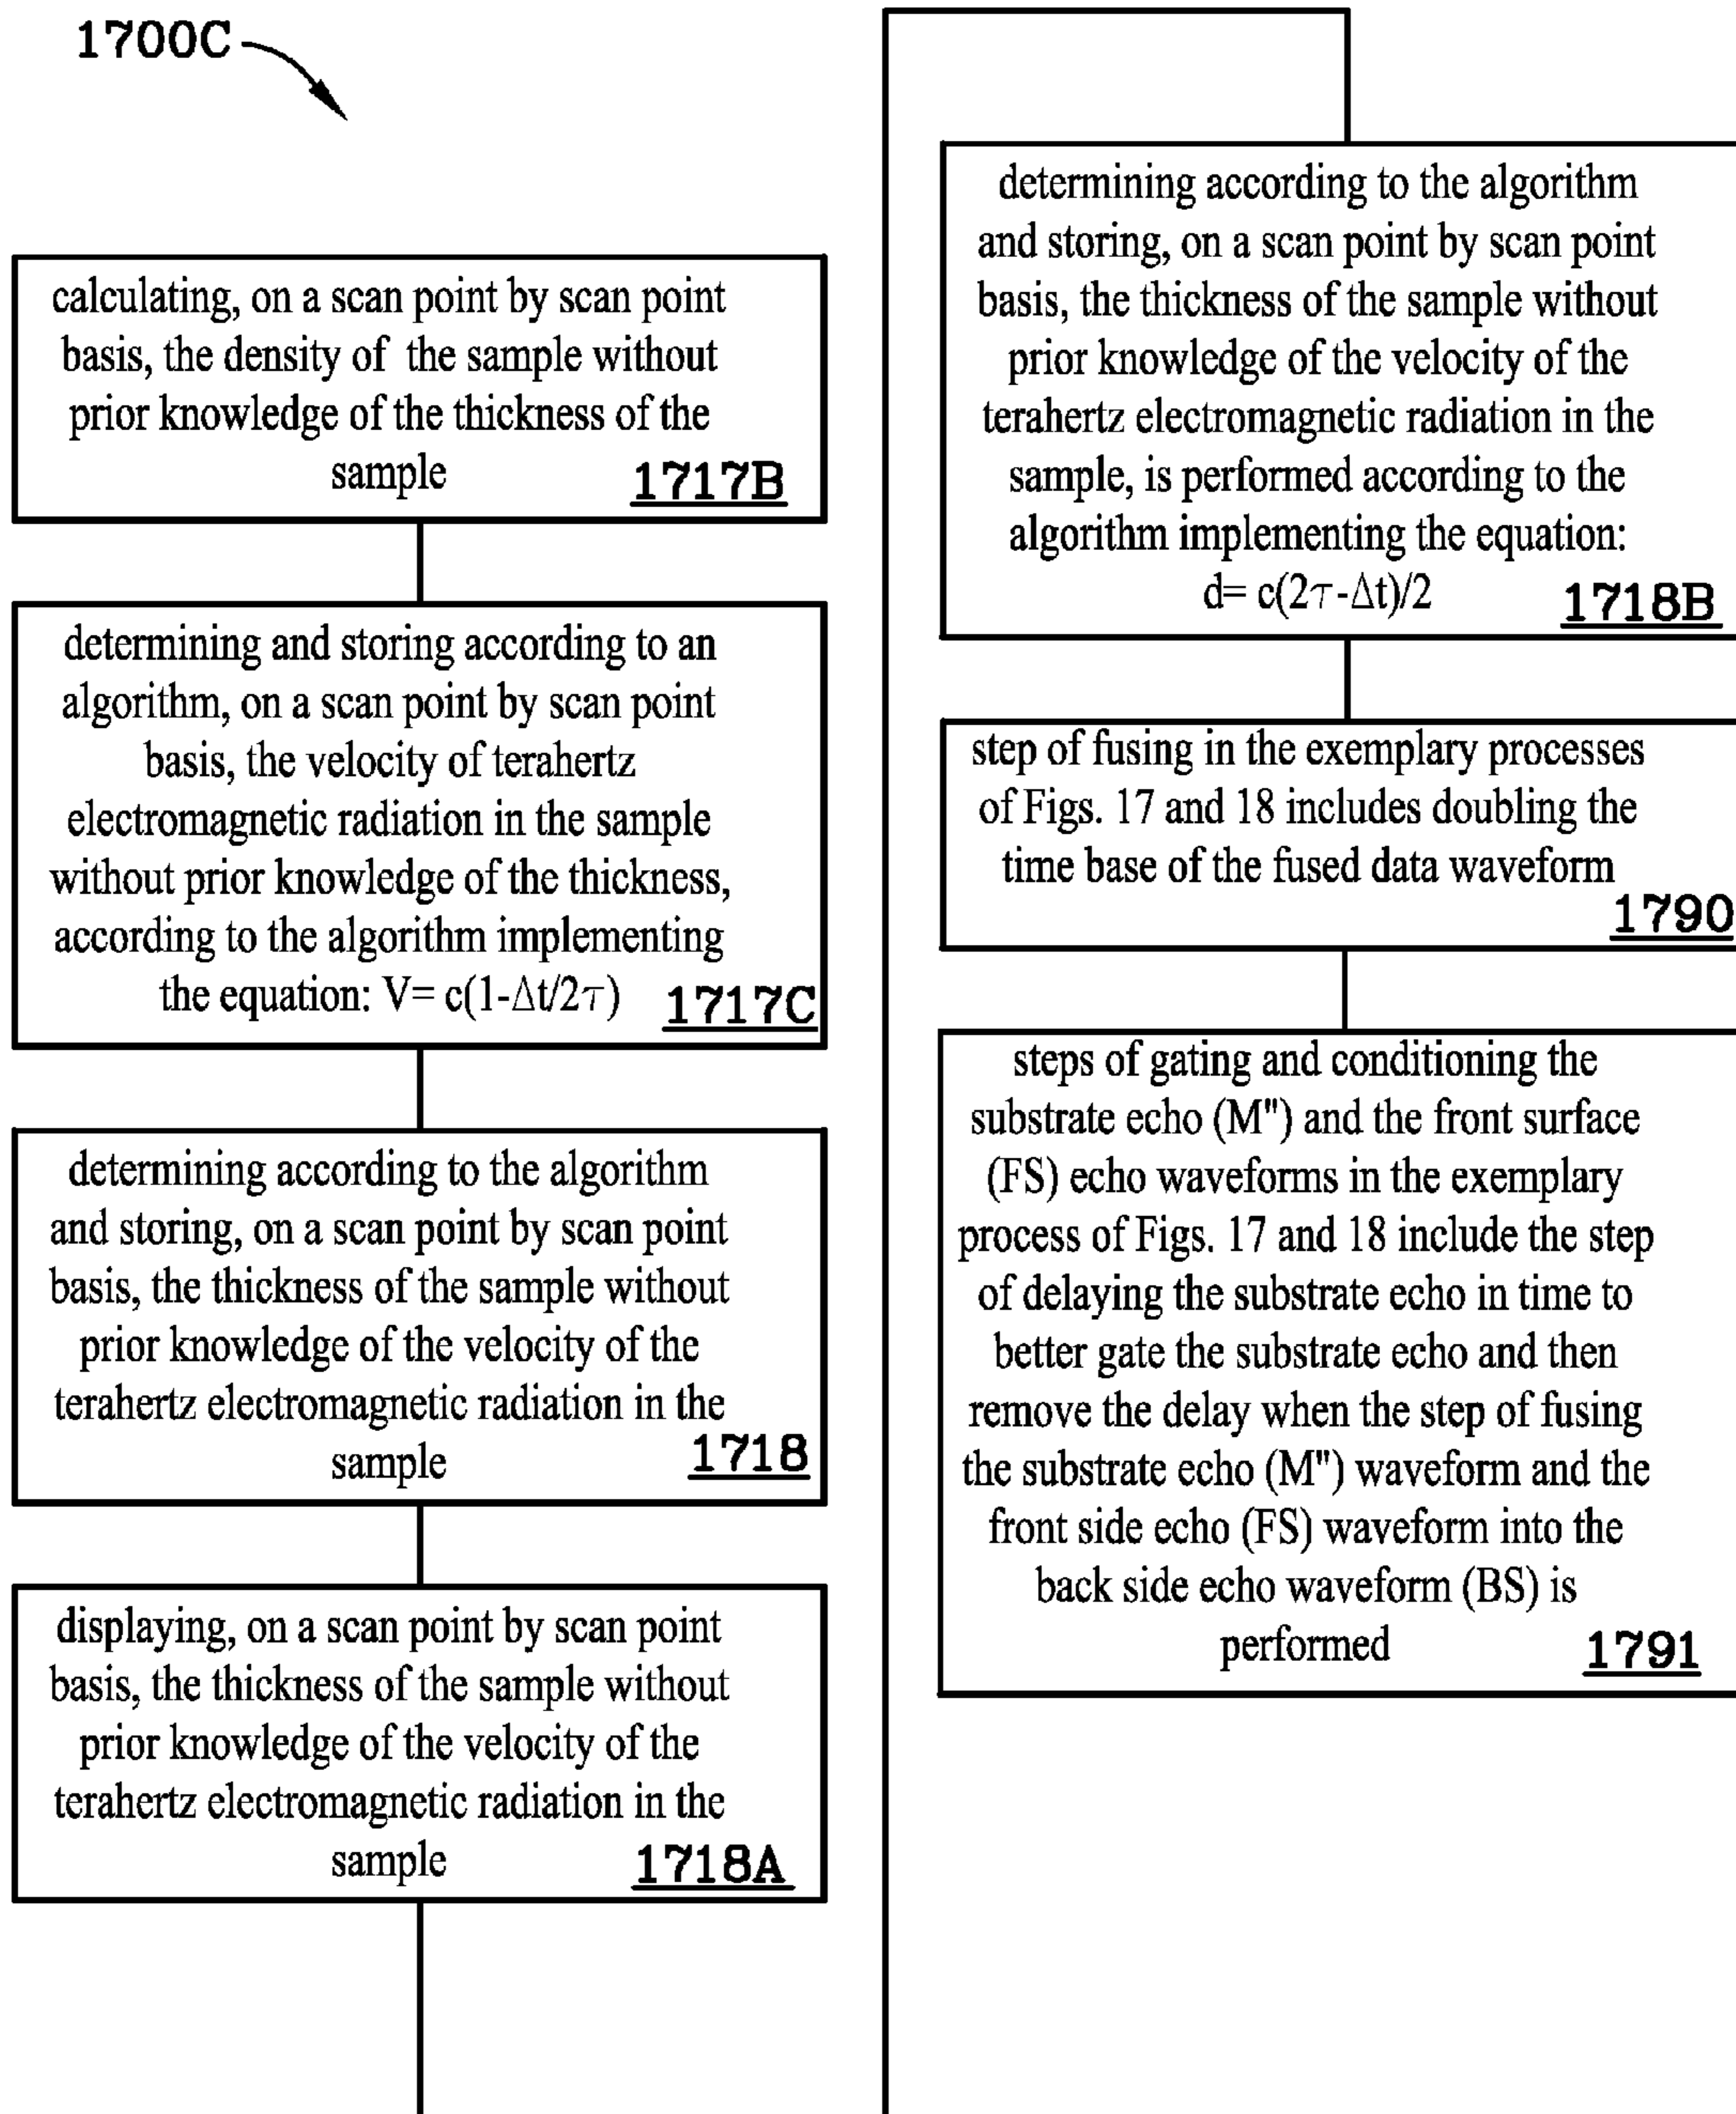 1700C
calculating, on a scan point by scan point
basis, the density of the sample without
prior knowledge of the thickness of the
sample 1717B
determining and storing according to an
algorithm, on a scan point by scan point
basis, the velocity of terahertz
electromagnetic radiation in the sample
without prior knowledge of the thickness,
according to the algorithm implementing
the equation: V= c(1-Δt/2τ) 1717C
determining according to the algorithm
and storing, on a scan point by scan point
basis, the thickness of the sample without
prior knowledge of the velocity of the
terahertz electromagnetic radiation in the
sample 1718
displaying, on a scan point by scan point
basis, the thickness of the sample without
prior knowledge of the velocity of the
terahertz electromagnetic radiation in the
sample 1718A
determining according to the algorithm
and storing, on a scan point by scan point
basis, the thickness of the sample without
prior knowledge of the velocity of the
terahertz electromagnetic radiation in the
sample, is performed according to the
algorithm implementing the equation:
d= c(2τ-Δt)/2 1718B
step of fusing in the exemplary processes
of Figs. 17 and 18 includes doubling the
time base of the fused data waveform
1790
steps of gating and conditioning the
substrate echo (M") and the front surface
(FS) echo waveforms in the exemplary
process of Figs. 17 and 18 include the step
of delaying the substrate echo in time to
better gate the substrate echo and then
remove the delay when the step of fusing
the substrate echo (M") waveform and the
front side echo (FS) waveform into the
back side echo waveform (BS) is
performed 1791